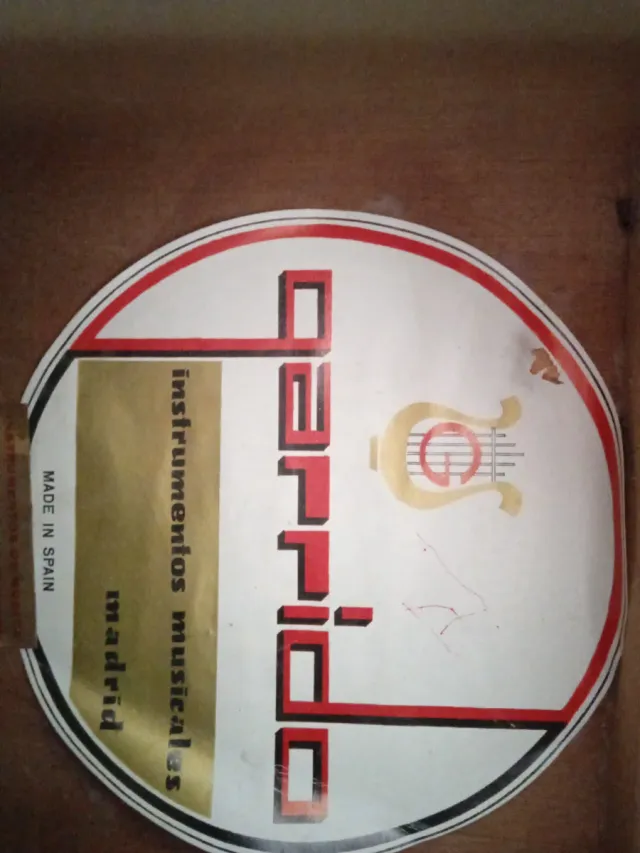 G
garrido
instrumentos musicales
madrid
MADE IN SPAIN